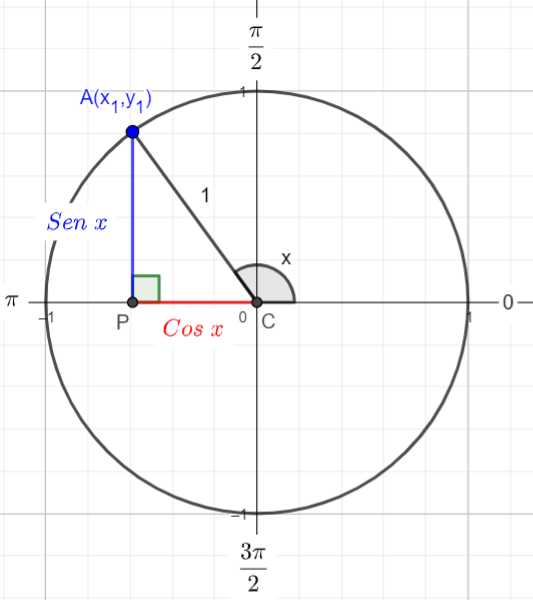 π/2
1
A(x₁,y₁)
1
Sen x
x
π
0
-1
P
Cos x
0
C
1
-1
3π/2